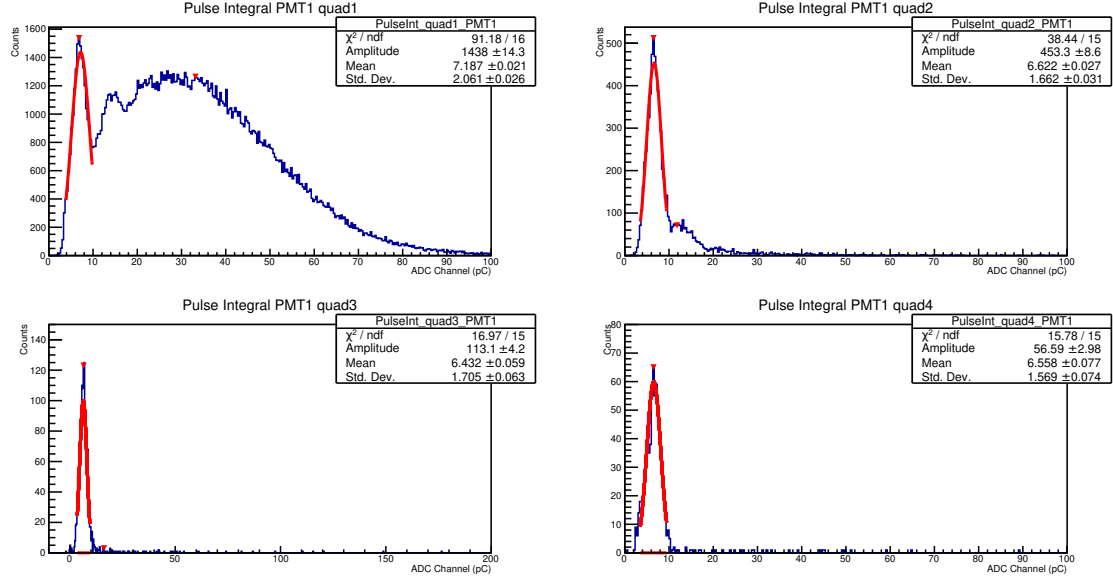 Pulse Integral PMT1 quad1
PulseInt_quad1_PMT1
χ² / ndf 91.18 / 16
Amplitude 1438 ±14.3
Mean 7.187 ±0.021
Std. Dev. 2.061 ±0.026
Counts
1600
1400
1200
1000
800
600
400
200
0
0 10 20 30 40 50 60 70 80 90 100
ADC Channel (pC)
Pulse Integral PMT1 quad2
PulseInt_quad2_PMT1
χ² / ndf 38.44 / 15
Amplitude 453.3 ±8.6
Mean 6.622 ±0.027
Std. Dev. 1.662 ±0.031
Counts
500
400
300
200
100
0
0 10 20 30 40 50 60 70 80 90 100
ADC Channel (pC)
Pulse Integral PMT1 quad3
PulseInt_quad3_PMT1
χ² / ndf 16.97 / 15
Amplitude 113.1 ±4.2
Mean 6.432 ±0.059
Std. Dev. 1.705 ±0.063
Counts
140
120
100
80
60
40
20
0
0 50 100 150 200
ADC Channel (pC)
Pulse Integral PMT1 quad4
PulseInt_quad4_PMT1
χ² / ndf 15.78 / 15
Amplitude 56.59 ±2.98
Mean 6.558 ±0.077
Std. Dev. 1.569 ±0.074
Counts
80
70
60
50
40
30
20
10
0
0 10 20 30 40 50 60 70 80 90 100
ADC Channel (pC)